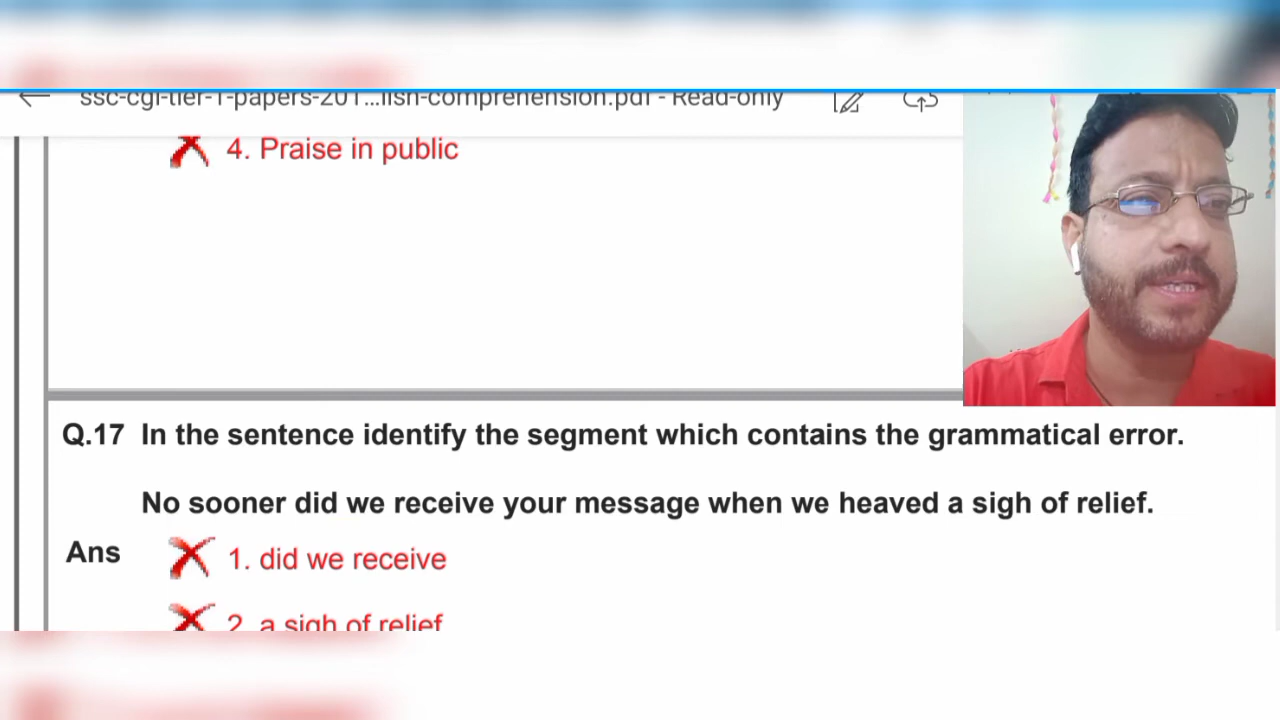 ssc-cgl-tier-1-papers-201...lish-comprehension.pdf - Read-only
4. Praise in public
Q.17 In the sentence identify the segment which contains the grammatical error.
No sooner did we receive your message when we heaved a sigh of relief.
Ans
1. did we receive
2. a sigh of relief